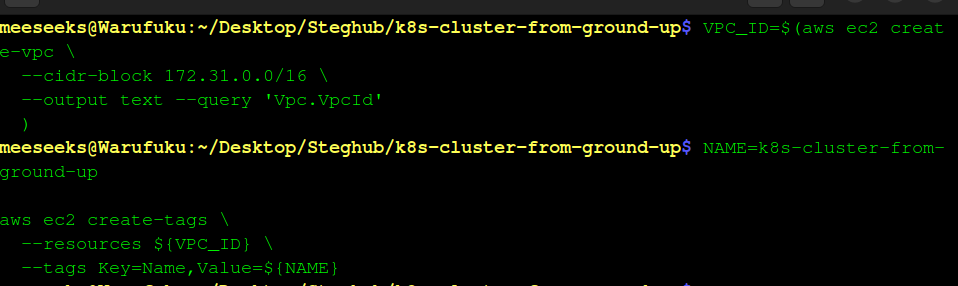 meeseeks@Warufuku:~/Desktop/Steghub/k8s-cluster-from-ground-up$ VPC_ID=$(aws ec2 creat
e-vpc \
  --cidr-block 172.31.0.0/16 \
  --output text --query 'Vpc.VpcId'
  )
meeseeks@Warufuku:~/Desktop/Steghub/k8s-cluster-from-ground-up$ NAME=k8s-cluster-from-
ground-up
aws ec2 create-tags \
  --resources ${VPC_ID} \
  --tags Key=Name,Value=${NAME}